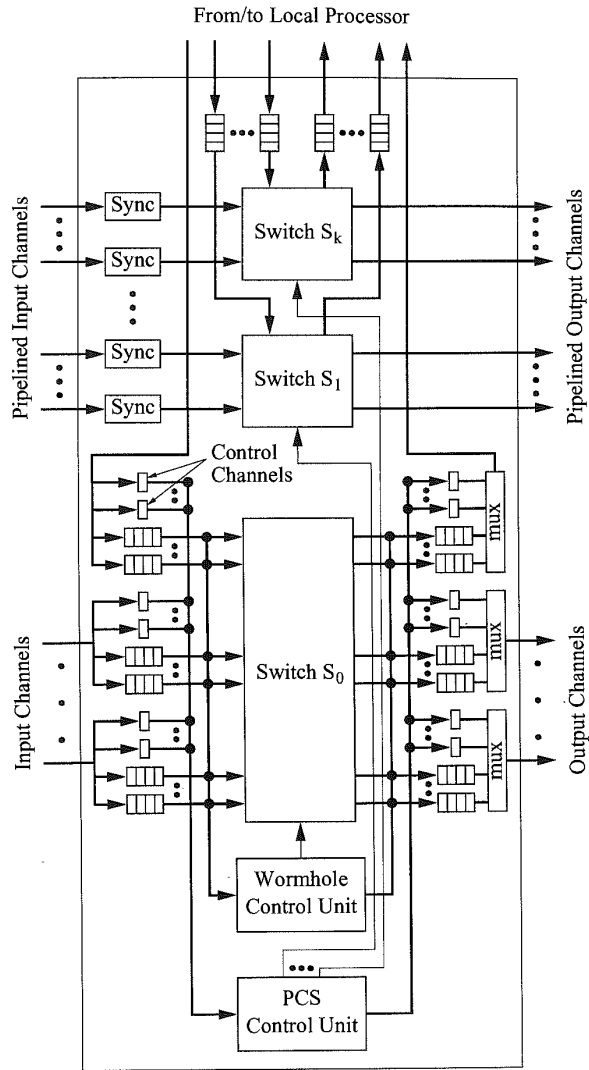 From/to Local Processor
Pipelined Input Channels
Sync
Sync
Sync
Sync
Switch Sk
Switch S1
Pipelined Output Channels
Control
Channels
mux
Input Channels
Switch S0
mux
mux
Output Channels
Wormhole
Control Unit
PCS
Control Unit